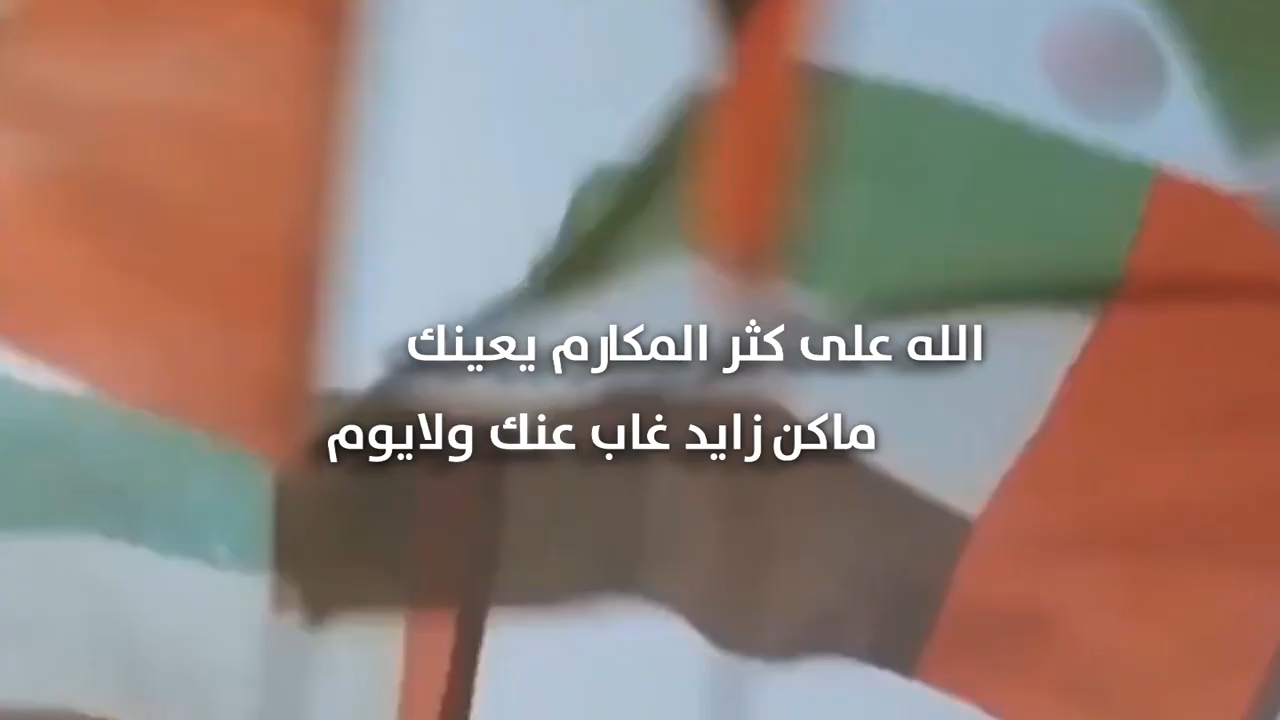 الله على كثر المكارم يعينك
ماكن زايد غاب عنك ولايوم